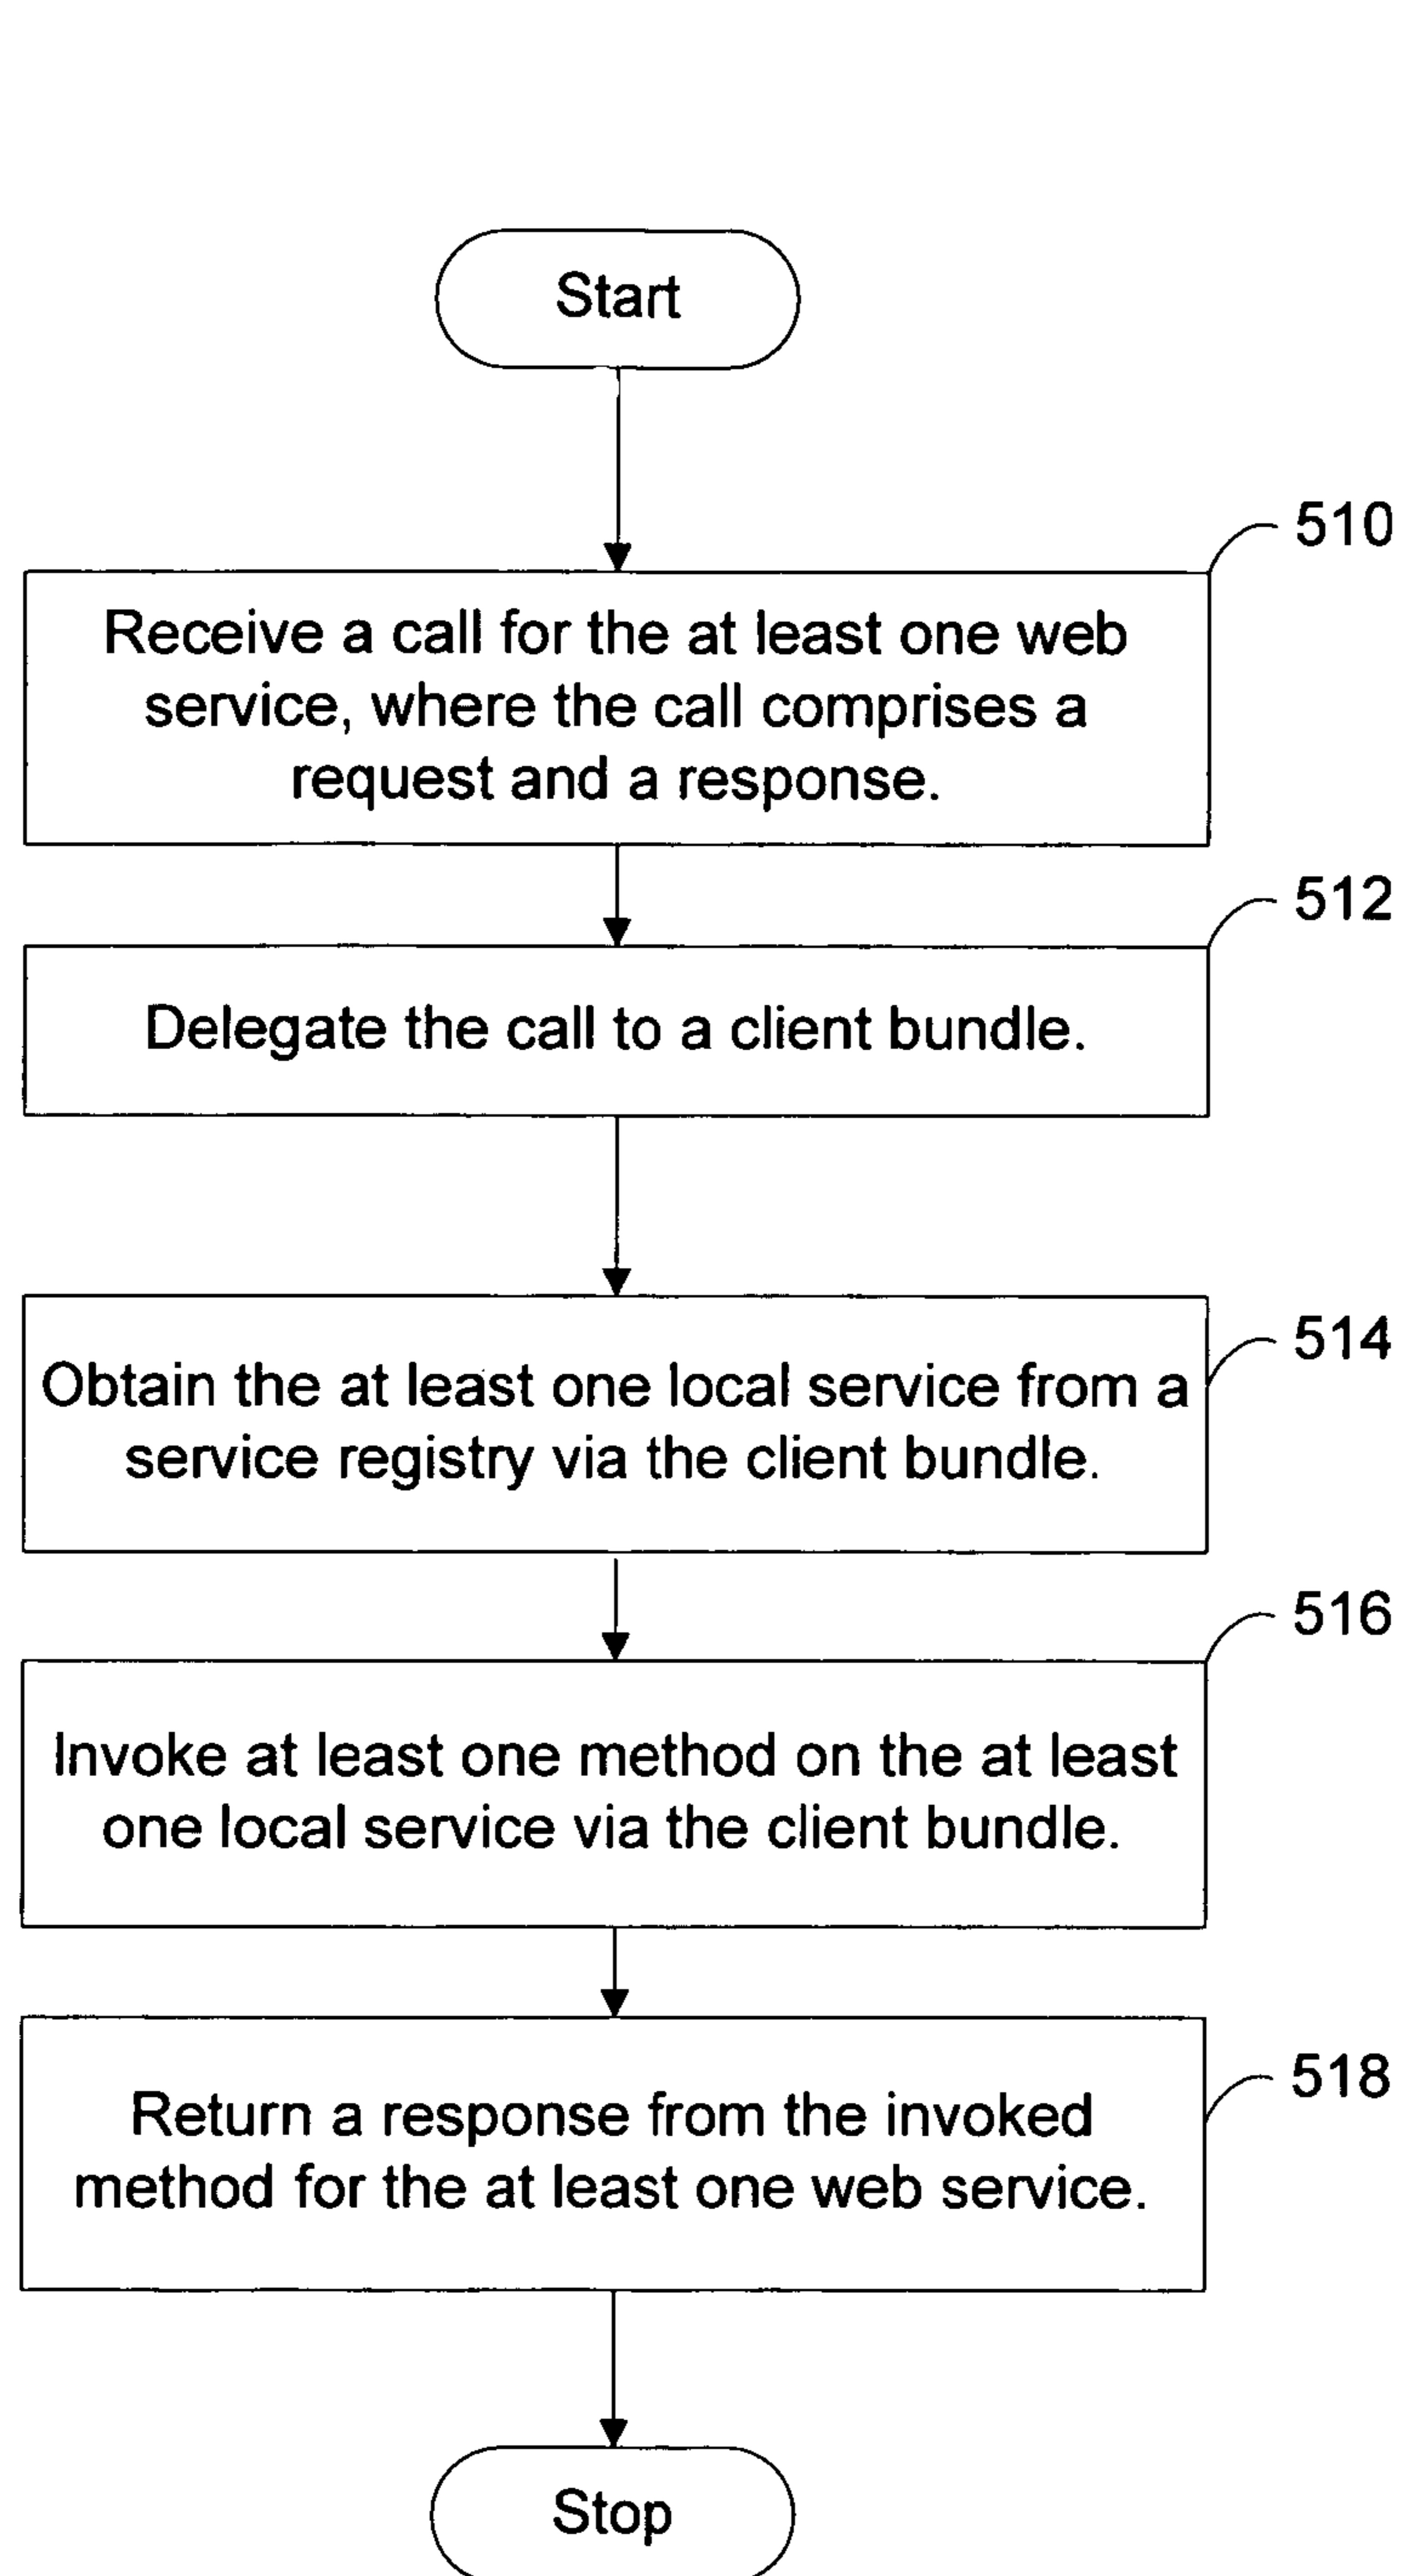 Start
510
Receive a call for the at least one web
service, where the call comprises a
request and a response.
512
Delegate the call to a client bundle.
514
Obtain the at least one local service from a
service registry via the client bundle.
516
Invoke at least one method on the at least
one local service via the client bundle.
518
Return a response from the invoked
method for the at least one web service.
Stop